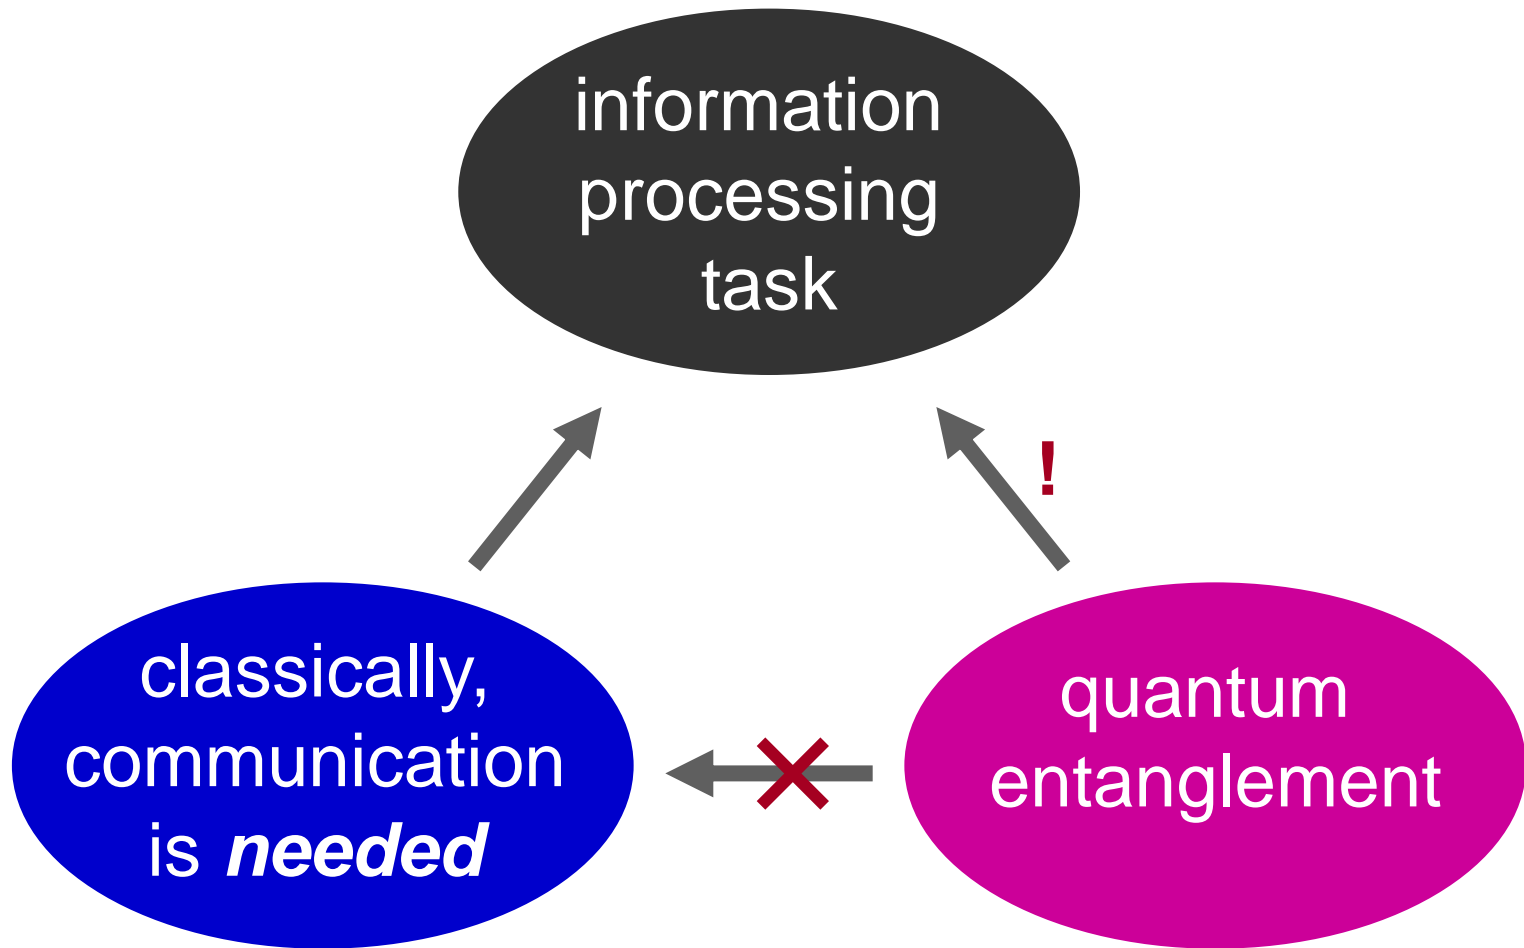 information
processing
task
!
classically,
communication
is needed
quantum
entanglement